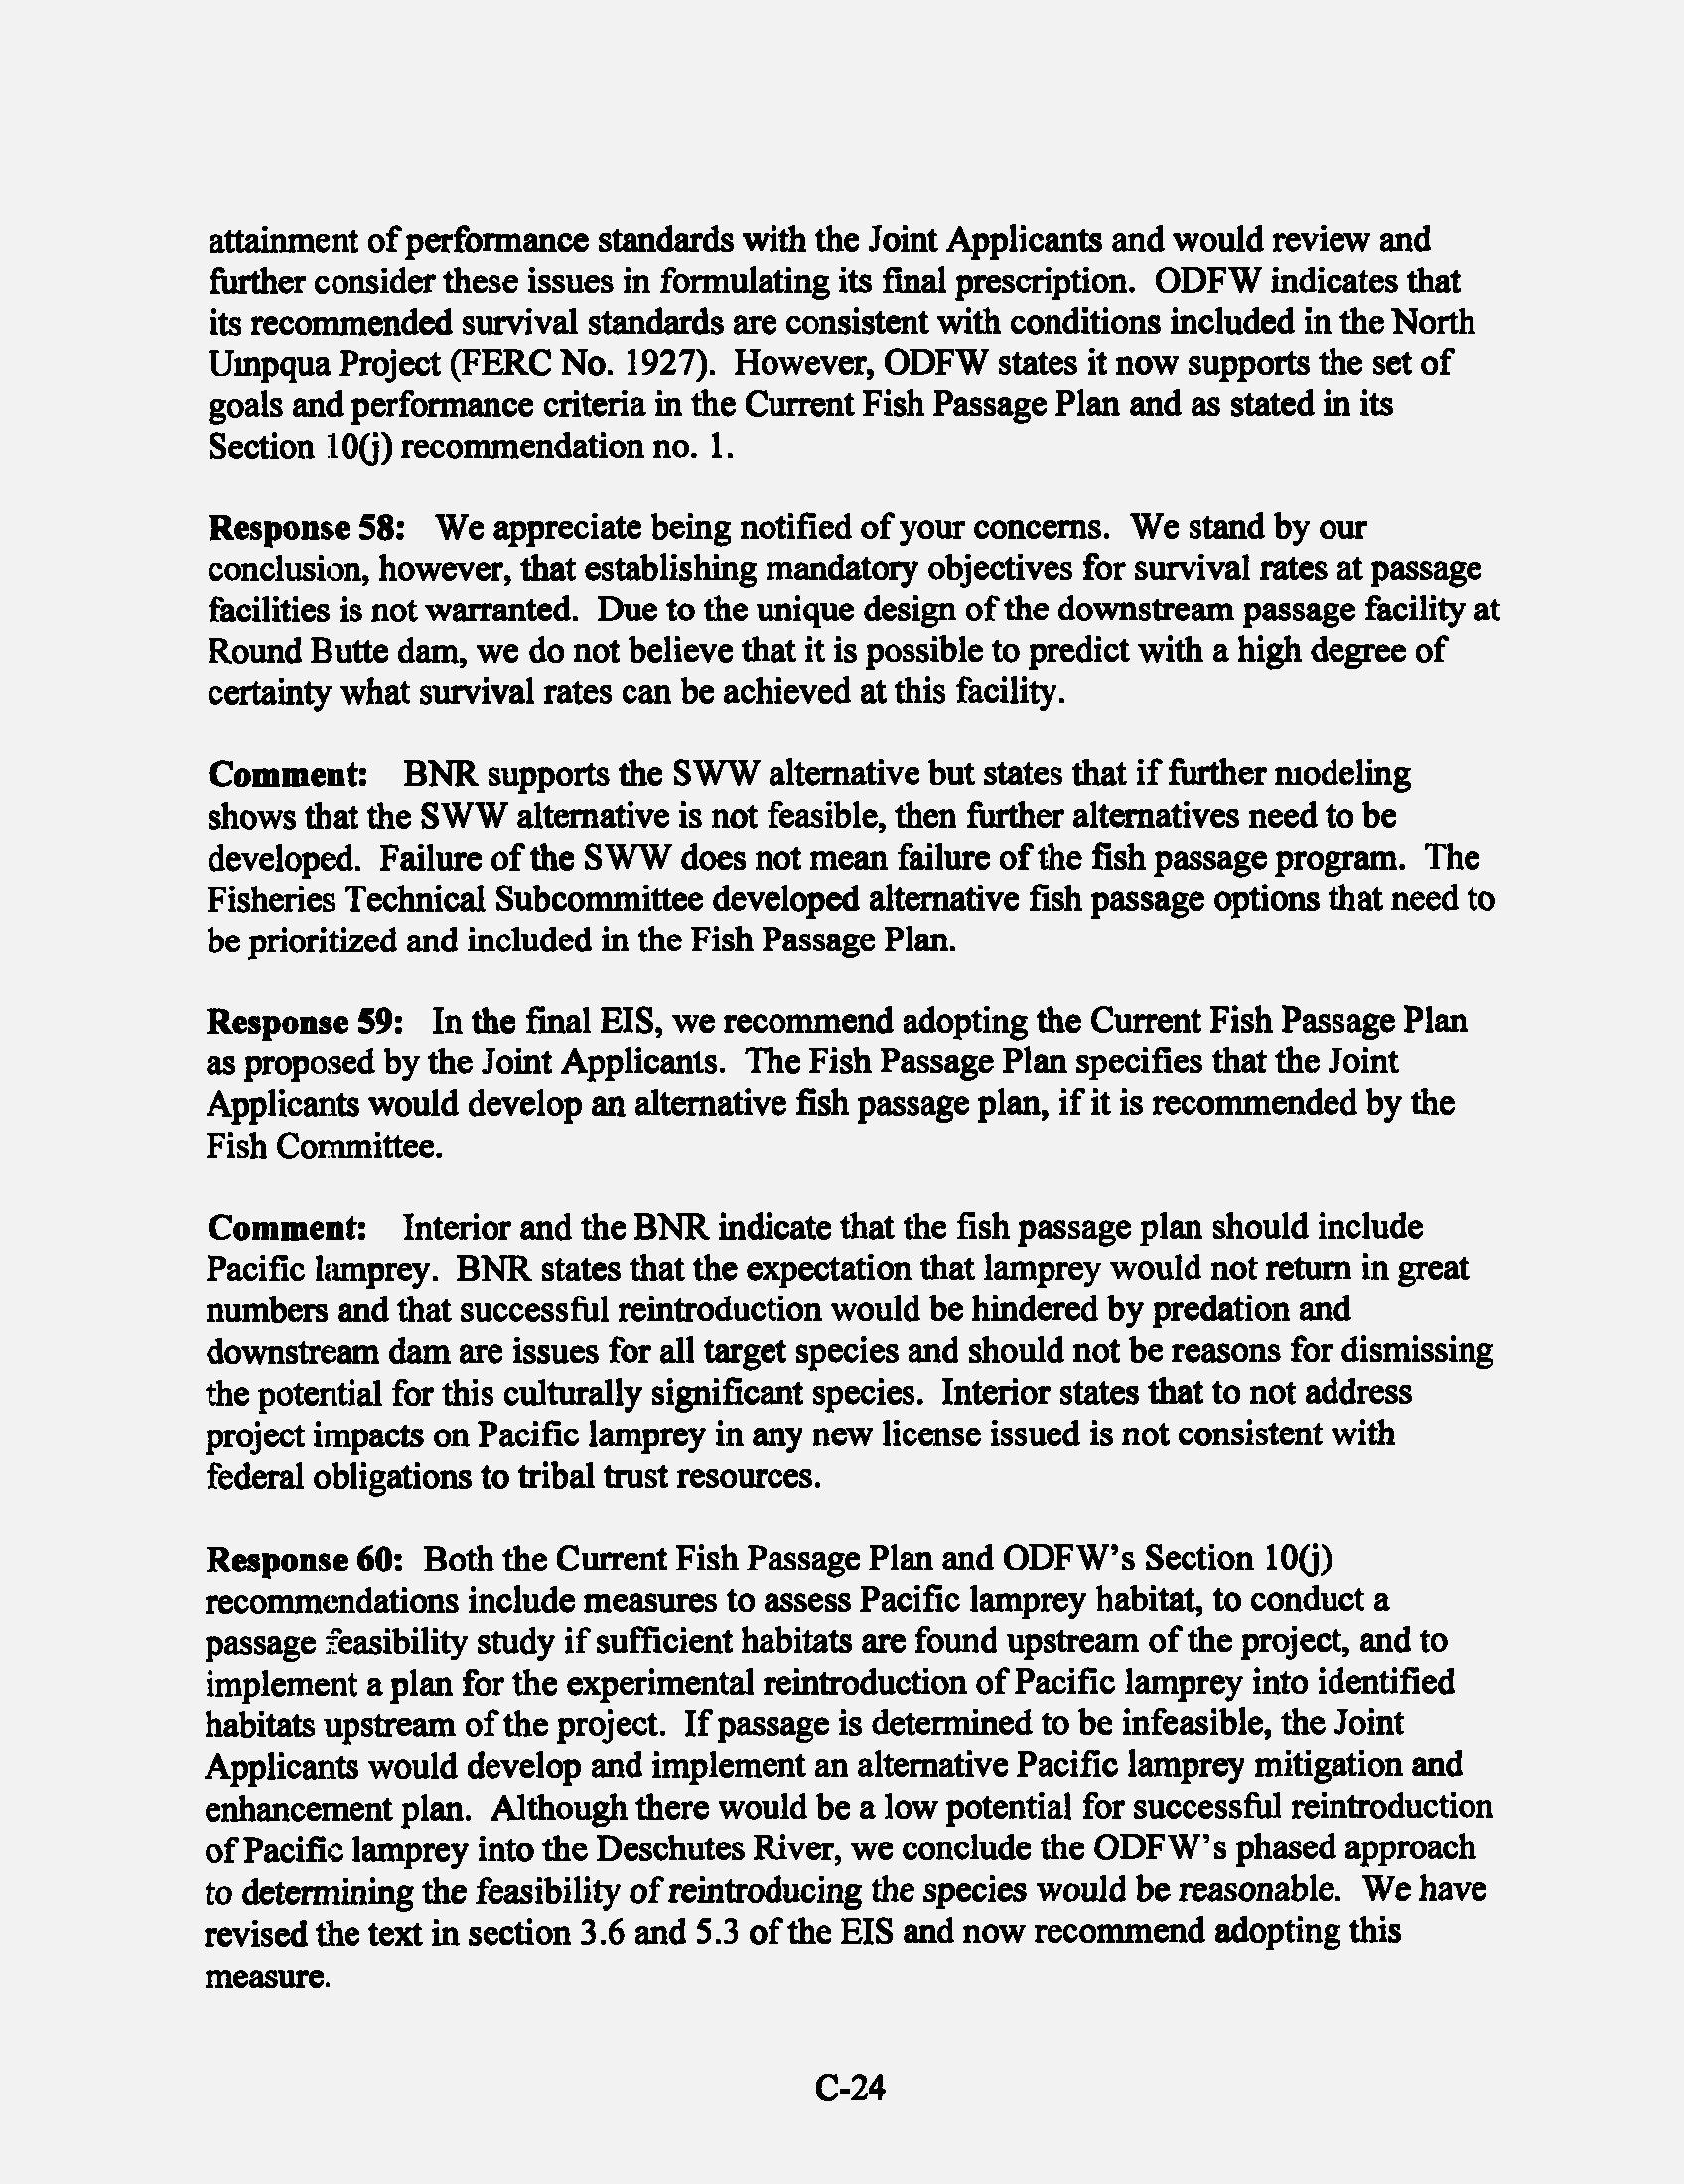 attainment of performance standards with the Joint Applicants and would review and
further consider these issues in formulating its final prescription. ODFW indicates that
its recommended survival standards are consistent with conditions included in the North
Umpqua Project (FERC No. 1927). However, ODFW states it now supports the set of
goals and performance criteria in the Current Fish Passage Plan and as stated in its
Section 10(j) recommendation no. 1.
Response 58: We appreciate being notified of your concerns. We stand by our
conclusion, however, that establishing mandatory objectives for survival rates at passage
facilities is not warranted. Due to the unique design of the downstream passage facility at
Round Butte dam, we do not believe that it is possible to predict with a high degree of
certainty what survival rates can be achieved at this facility.
Comment: BNR supports the SWW alternative but states that if further modeling
shows that the SWW alternative is not feasible, then further alternatives need to be
developed. Failure of the SWW does not mean failure of the fish passage program. The
Fisheries Technical Subcommittee developed alternative fish passage options that need to
be prioritized and included in the Fish Passage Plan.
Response 59: In the final EIS, we recommend adopting the Current Fish Passage Plan
as proposed by the Joint Applicants. The Fish Passage Plan specifies that the Joint
Applicants would develop an alternative fish passage plan, if it is recommended by the
Fish Committee.
Comment: Interior and the BNR indicate that the fish passage plan should include
Pacific lamprey. BNR states that the expectation that lamprey would not return in great
numbers and that successful reintroduction would be hindered by predation and
downstream dam are issues for all target species and should not be reasons for dismissing
the potential for this culturally significant species. Interior states that to not address
project impacts on Pacific lamprey in any new license issued is not consistent with
federal obligations to tribal trust resources.
Response 60: Both the Current Fish Passage Plan and ODFW's Section 10(j)
recommendations include measures to assess Pacific lamprey habitat, to conduct a
passage feasibility study if sufficient habitats are found upstream of the project, and to
implement a plan for the experimental reintroduction of Pacific lamprey into identified
habitats upstream of the project. If passage is determined to be infeasible, the Joint
Applicants would develop and implement an alternative Pacific lamprey mitigation and
enhancement plan. Although there would be a low potential for successful reintroduction
of Pacific lamprey into the Deschutes River, we conclude the ODFW's phased approach
to determining the feasibility of reintroducing the species would be reasonable. We have
revised the text in section 3.6 and 5.3 of the EIS and now recommend adopting this
measure.
C-24